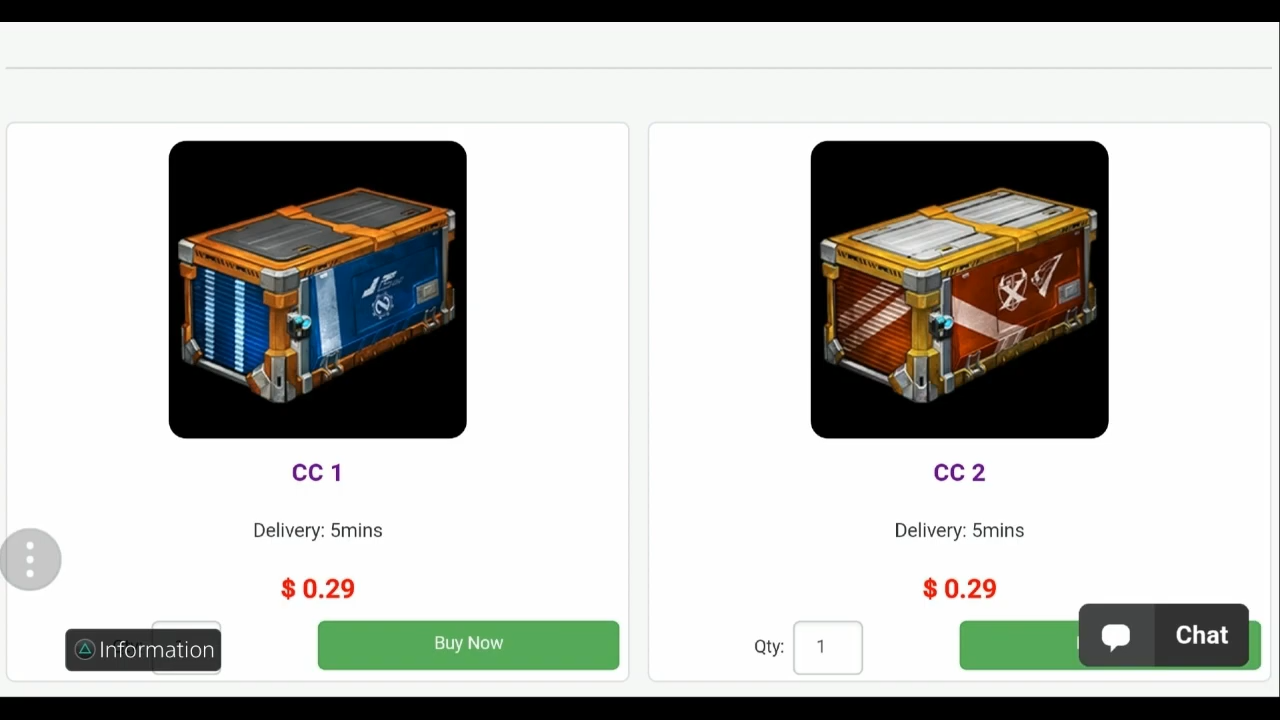 CC 1
Delivery: 5mins
$ 0.29
Information
Buy Now
CC 2
Delivery: 5mins
$ 0.29
Qty:
1
Chat